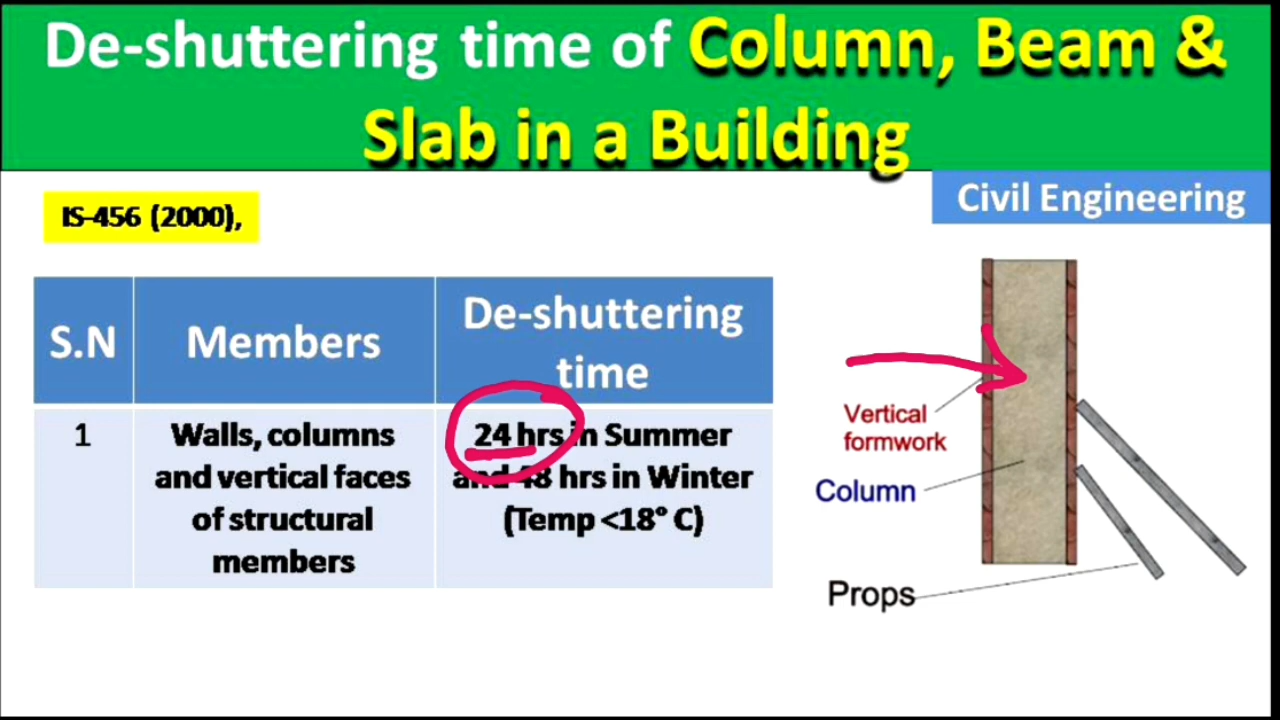 De-shuttering time of Column, Beam &
Slab in a Building
Civil Engineering
IS-456 (2000),
S.N
Members
De-shuttering
time
1
Walls, columns
and vertical faces
of structural
members
24 hrs in Summer
and 48 hrs in Winter
(Temp <18° C)
Vertical
formwork
Column
Props